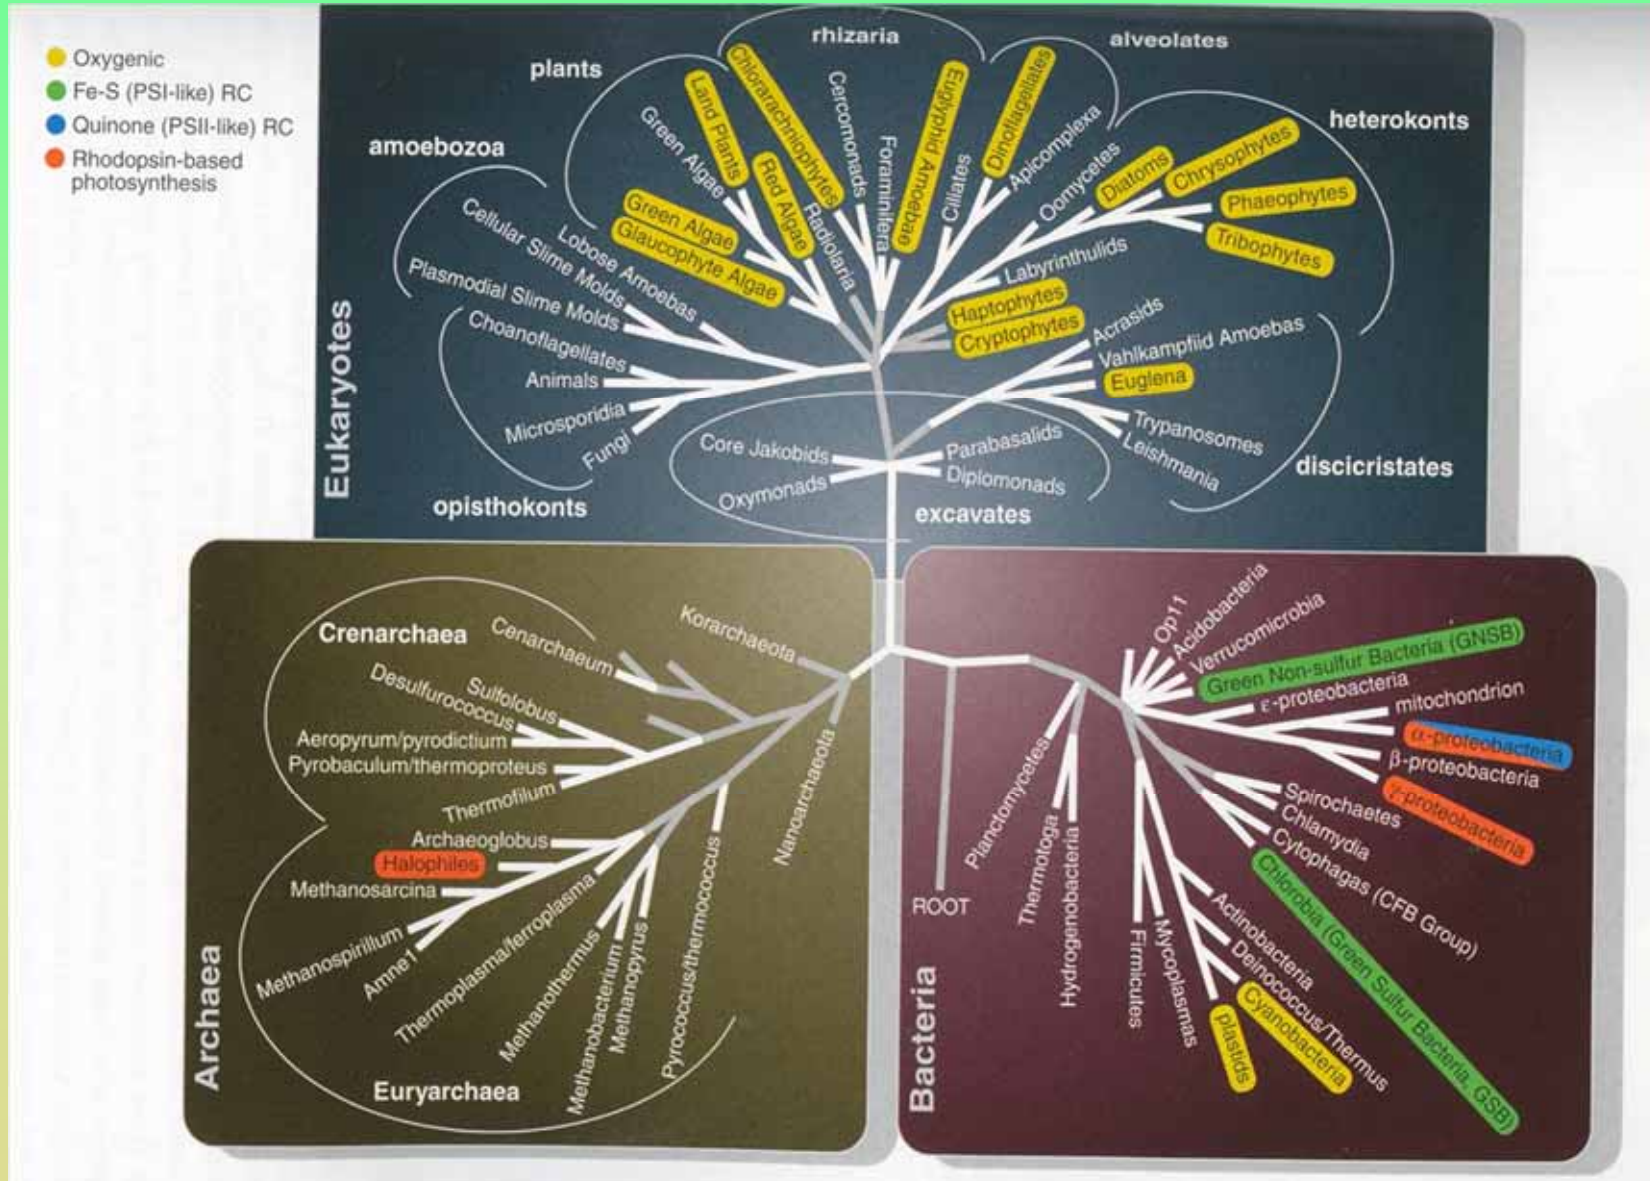 Oxygenic
Fe-S (PSI-like) RC
Quinone (PSII-like) RC
Rhodopsin-based
photosynthesis
Eukaryotes
amoebozoa
plants
rhizaria
alveolates
heterokonts
discicristates
excavates
opisthokonts
Plasmodial Slime Molds
Cellular Slime Molds
Lobose Amoebas
Glaucophyte Algae
Green Algae
Green Algae
Land Plants
Red Algae
Radiolaria
Chlorarachniophytes
Cercomonads
Foraminifera
Euglyphid Amoebae
Ciliates
Dinoflagellates
Apicomplexa
Oomycetes
Diatoms
Chrysophytes
Phaeophytes
Tribophytes
Labyrinthulids
Haptophytes
Cryptophytes
Acrasids
Vahlkampfiid Amoebas
Euglena
Trypanosomes
Leishmania
Choanoflagellates
Animals
Microsporidia
Fungi
Core Jakobids
Oxymonads
Parabasalids
Diplomonads
Archaea
Crenarchaea
Cenarchaeum
Korarchaeota
Desulfurococcus
Sulfolobus
Aeropyrum/pyrodictium
Pyrobaculum/thermoproteus
Thermofilum
Archaeoglobus
Halophiles
Methanosarcina
Methanospirillum
Amne1
Thermoplasma/ferroplasma
Methanothermus
Methanobacterium
Methanopyrus
Pyrococcus/thermococcus
Nanoarchaeota
Euryarchaea
Bacteria
ROOT
Planctomycetes
Thermotoga
Hydrogenobacteria
Op11
Acidobacteria
Verrucomicrobia
Green Non-sulfur Bacteria (GNSB)
ε-proteobacteria
mitochondrion
α-proteobacteria
β-proteobacteria
γ-proteobacteria
Spirochaetes
Chlamydia
Cytophagas (CFB Group)
Chlorobia (Green Sulfur Bacteria, GSB)
Actinobacteria
Deinococcus/Thermus
Cyanobacteria
plastids
Mycoplasmas
Firmicutes